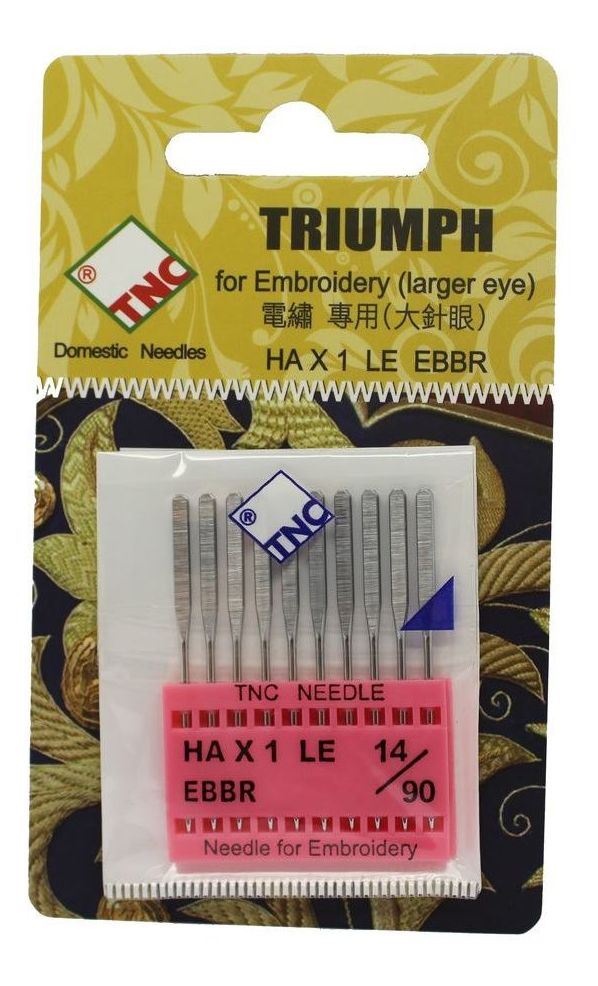 TRIUMPH
for Embroidery (larger eye)
電繡 專用(大針眼)
HA X 1 LE EBBR
® TNC
Domestic Needles
® TNC
TNC NEEDLE
HA X 1 LE 14/90
EBBR
Needle for Embroidery